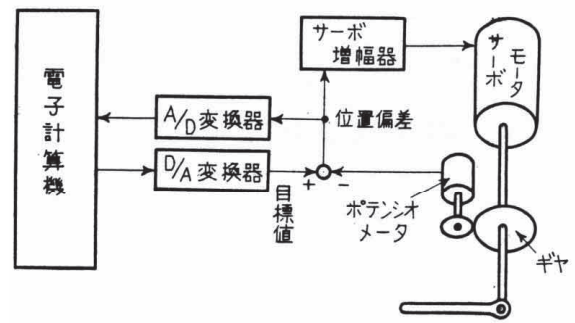 電子計算機
サーボ
増幅器
サーボ
モータ
A/D変換器
位置偏差
D/A変換器
+
−
目標値
ポテンシオ
メータ
ギヤ